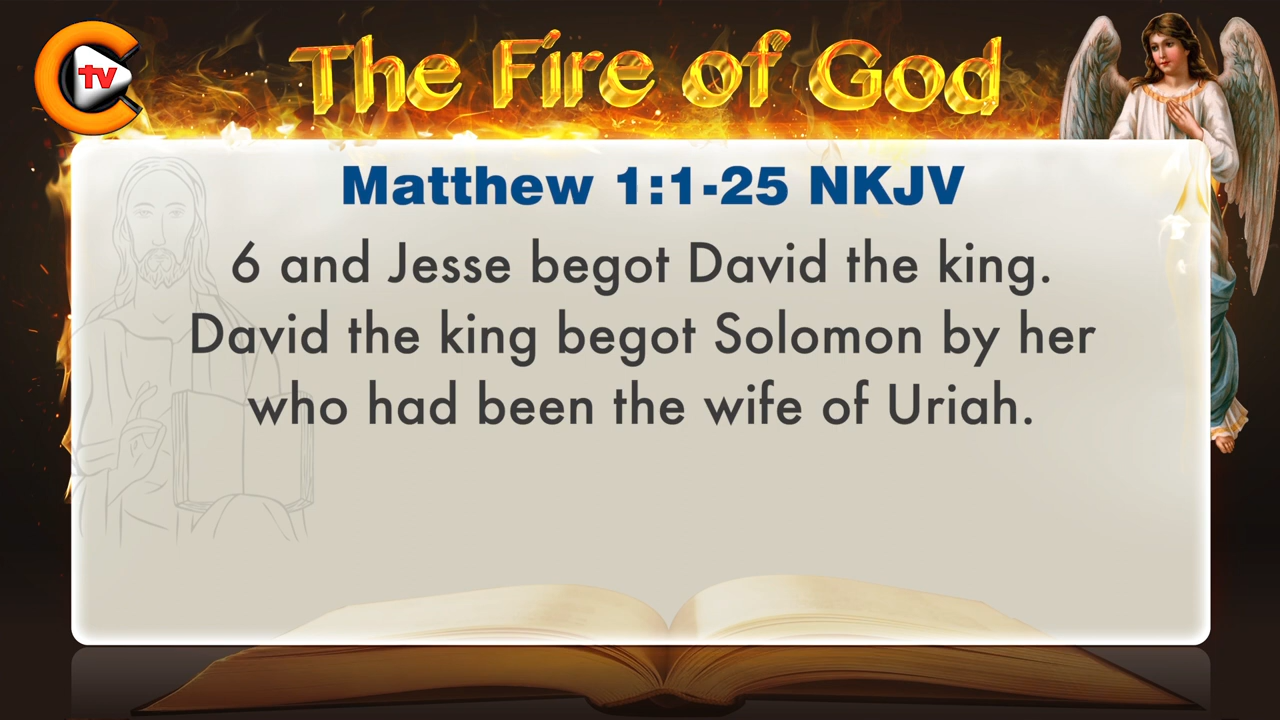 tv
The Fire of God
Matthew 1:1-25 NKJV
6 and Jesse begot David the king.
David the king begot Solomon by her
who had been the wife of Uriah.